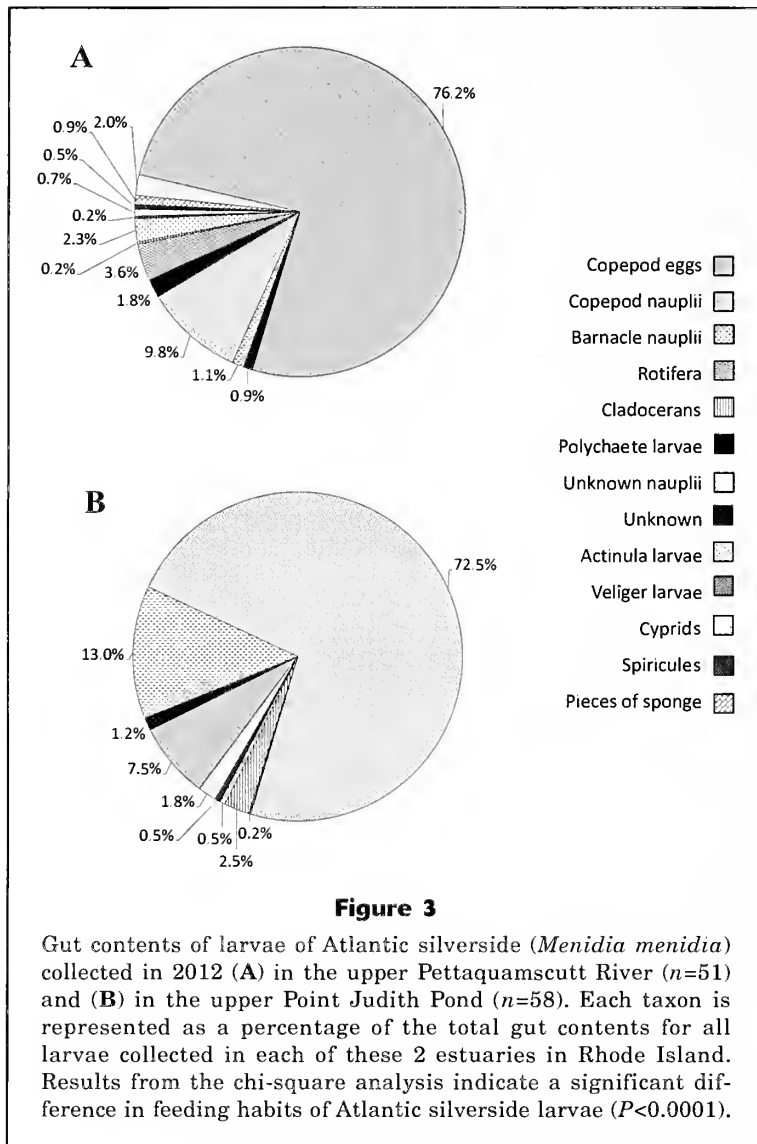 A
76.2%
2.0%
0.9%
0.5%
0.7%
0.2%
2.3%
0.2%
3.6%
1.8%
9.8%
1.1%
0.9%
Copepod eggs
Copepod nauplii
Barnacle nauplii
Rotifera
Cladocerans
Polychaete larvae
Unknown nauplii
Unknown
Actinula larvae
Veliger larvae
Cyprids
Spiricules
Pieces of sponge
B
72.5%
13.0%
1.2%
7.5%
1.8%
0.5%
0.5%
0.2%
2.5%
Figure 3
Gut contents of larvae of Atlantic silverside (Menidia menidia)
collected in 2012 (A) in the upper Pettaquamscutt River (n=51)
and (B) in the upper Point Judith Pond (n=58). Each taxon is
represented as a percentage of the total gut contents for all
larvae collected in each of these 2 estuaries in Rhode Island.
Results from the chi-square analysis indicate a significant dif-
ference in feeding habits of Atlantic silverside larvae (P<0.0001).